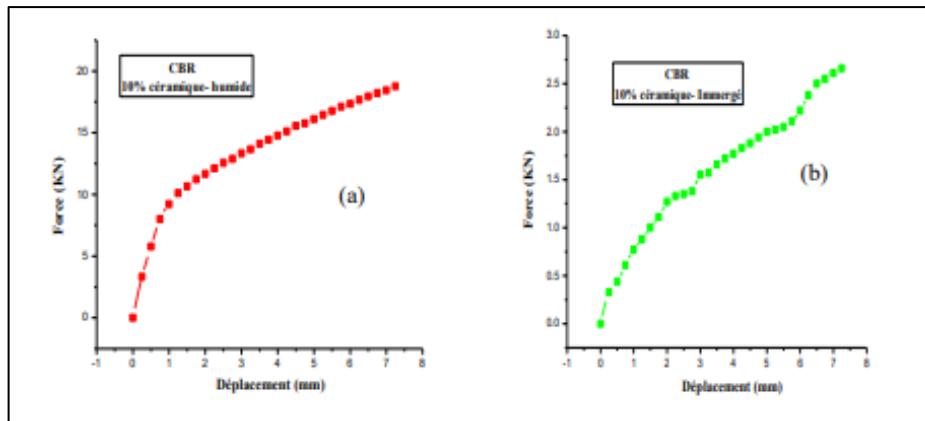 CBR
10% céramique- humide
20
15
10
5
0
Force (KN)
(a)
-1 0 1 2 3 4 5 6 7 8
Déplacement (mm)
CBR
10% céramique- Immergé
3.0
2.5
2.0
1.5
1.0
0.5
0.0
Force (KN)
(b)
-1 0 1 2 3 4 5 6 7 8
Déplacement (mm)